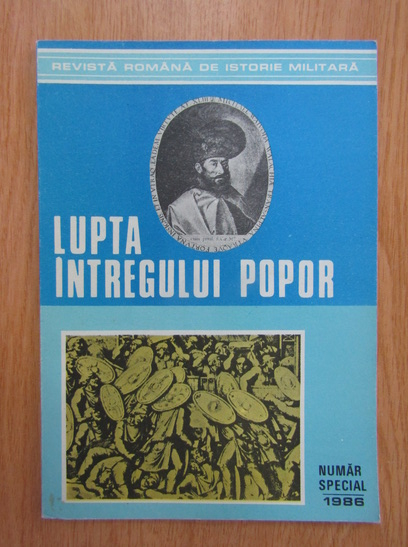 REVISTĂ ROMÂNĂ DE ISTORIE MILITARĂ
LUPTA
ÎNTREGULUI POPOR
NUMĂR
SPECIAL
1986